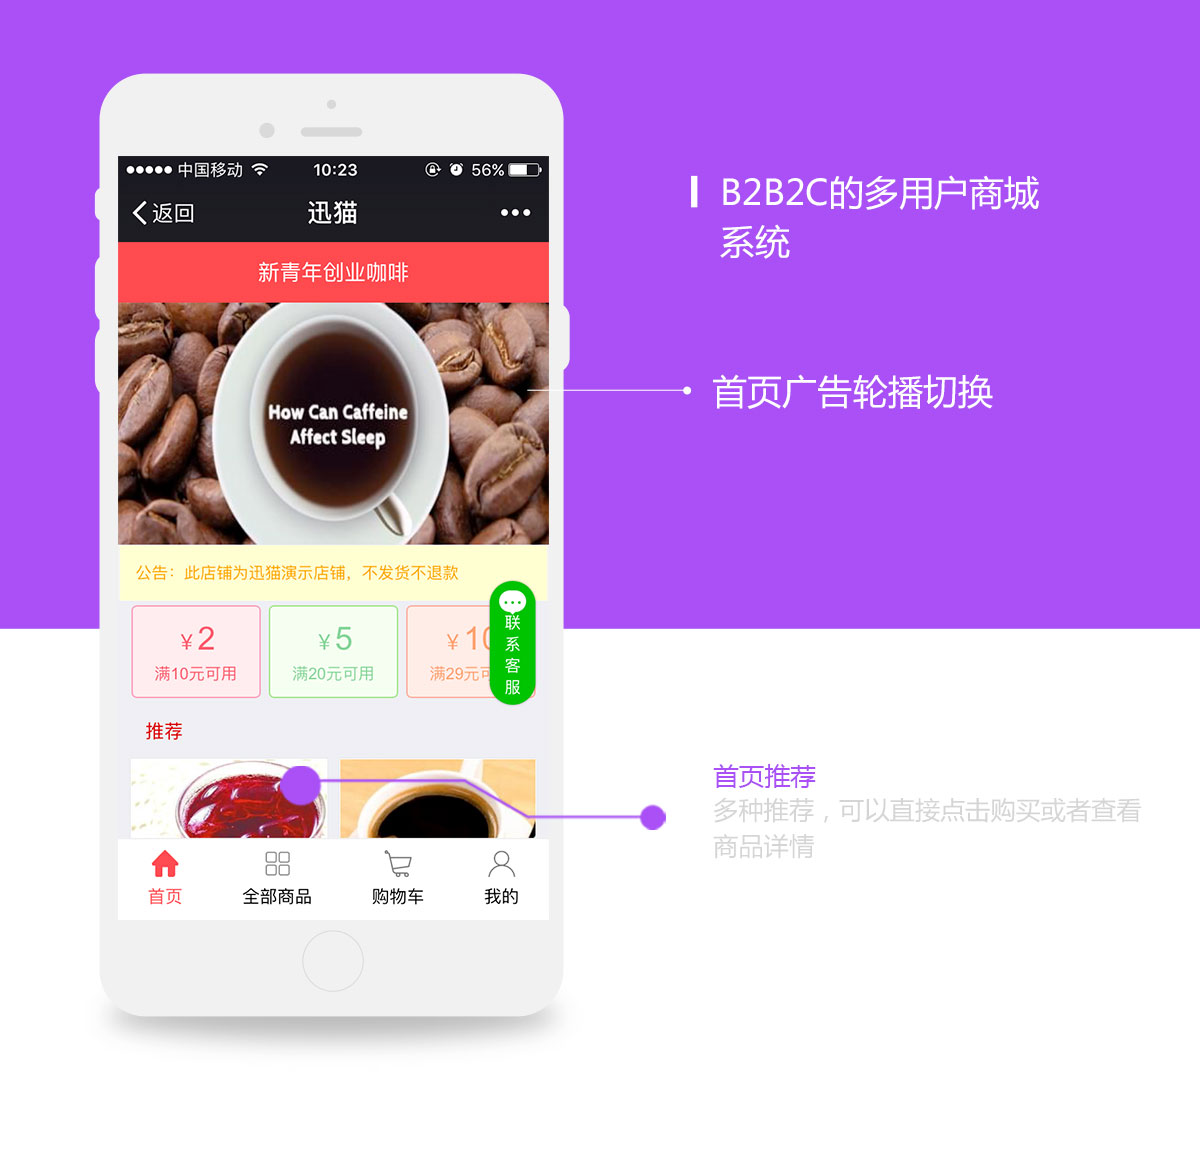 中国移动
10:23
56%
返回
迅猫
新青年创业咖啡
How Can Caffeine
Affect Sleep
公告：此店铺为迅猫演示店铺，不发货不退款
¥2
满10元可用
¥5
满20元可用
¥10
满29元可
联系客服
推荐
首页
全部商品
购物车
我的
B2B2C的多用户商城
系统
首页广告轮播切换
首页推荐
多种推荐，可以直接点击购买或者查看
商品详情